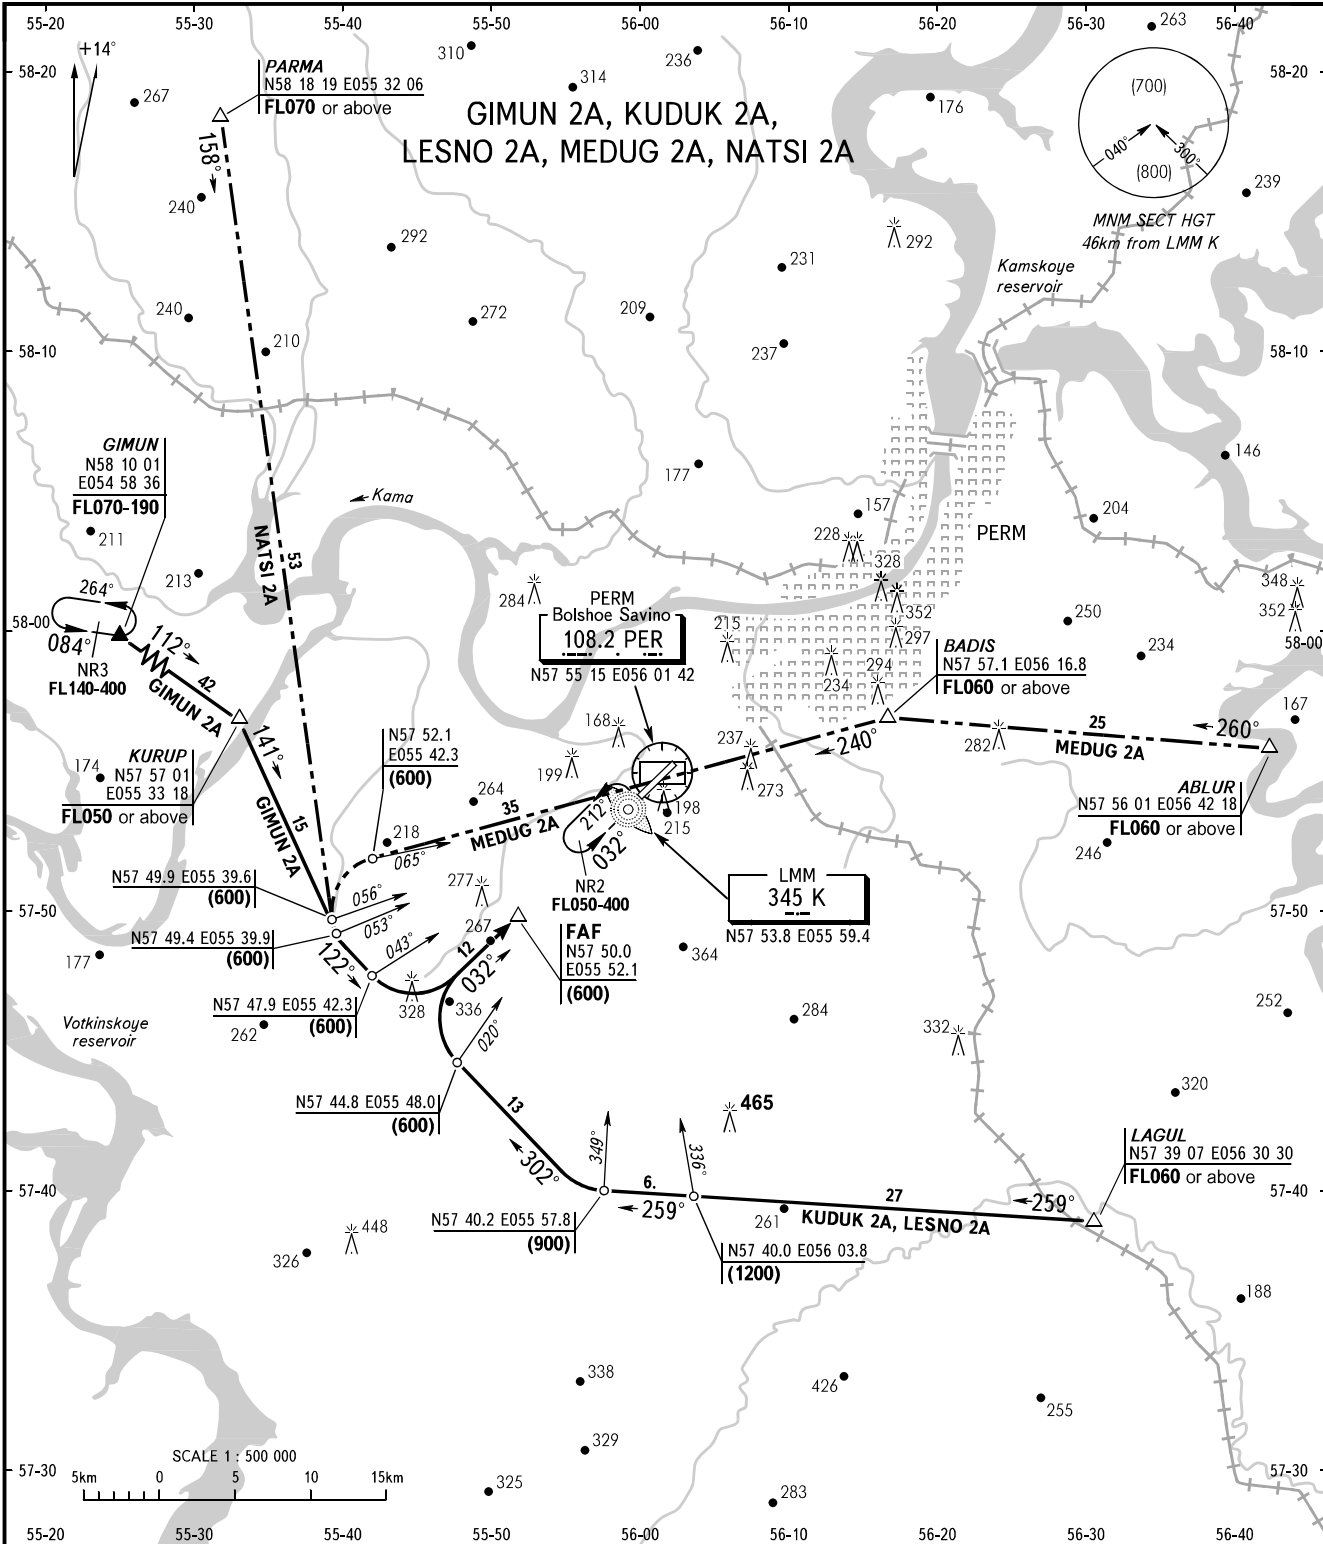 55-20
55-30
55-40
55-50
56-00
56-10
56-20
56-30
56-40
263
+14°
310
236
58-20
58-20
PARMA
N58 18 19 E055 32 06
FL070 or above
314
267
176
(700)
040°
300°
(800)
MNM SECT HGT
46km from LMM K
GIMUN 2A, KUDUK 2A,
LESNO 2A, MEDUG 2A, NATSI 2A
158°
240
239
292
292
231
Kamskoye
reservoir
240
272
209
210
237
58-10
58-10
GIMUN
N58 10 01
E054 58 36
FL070-190
177
146
Kama
157
204
PERM
211
NATSI 2A
53
228
328
213
264°
284
352
348
352
PERM
Bolshoe Savino
108.2 PER
N57 55 15 E056 01 42
215
297
250
58-00
58-00
084°
112°
NR3
FL140-400
42
GIMUN 2A
234
294
234
BADIS
N57 57.1 E056 16.8
FL060 or above
167
168
240°
25
MEDUG 2A
260°
282
237
273
141°
KURUP
N57 57 01
E055 33 18
FL050 or above
174
N57 52.1
E055 42.3
(600)
199
264
ABLUR
N57 56 01 E056 42 18
FL060 or above
198
215
212°
032°
35
MEDUG 2A
218
065°
246
15
GIMUN 2A
NR2
FL050-400
LMM
345 K
N57 53.8 E055 59.4
N57 49.9 E055 39.6
(600)
056°
277
57-50
57-50
053°
267
FAF
N57 50.0
E055 52.1
(600)
N57 49.4 E055 39.9
(600)
043°
12
032°
364
177
122°
N57 47.9 E055 42.3
(600)
328
336
284
252
Votkinskoye
reservoir
262
332
020°
N57 44.8 E055 48.0
(600)
320
13
465
302°
349°
336°
LAGUL
N57 39 07 E056 30 30
FL060 or above
57-40
57-40
6.
259°
27
259°
261
KUDUK 2A, LESNO 2A
N57 40.2 E055 57.8
(900)
448
326
N57 40.0 E056 03.8
(1200)
188
338
426
255
329
SCALE 1 : 500 000
5km
0
5
10
15km
57-30
57-30
325
283
55-20
55-30
55-40
55-50
56-00
56-10
56-20
56-30
56-40